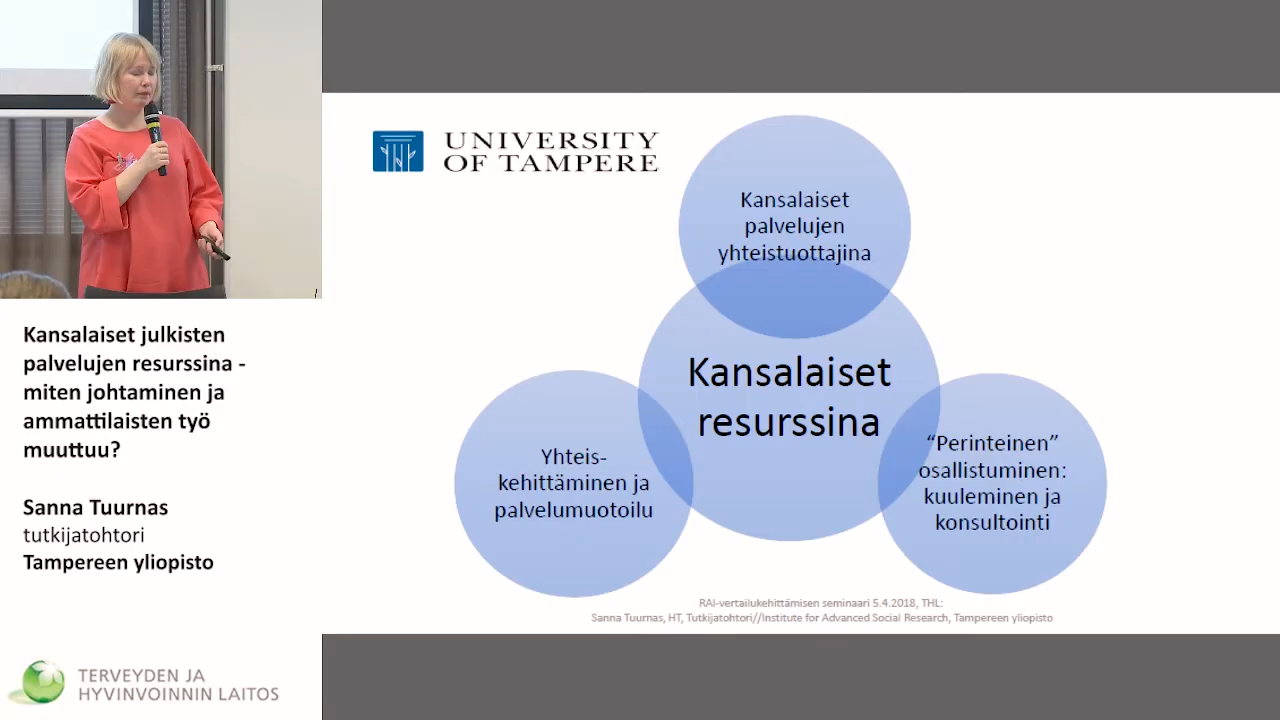 Kansalaiset julkisten
palvelujen resurssina -
miten johtaminen ja
ammattilaisten työ
muuttuu?
Sanna Tuurnas
tutkijatohtori
Tampereen yliopisto
TERVEYDEN JA
HYVINVOINNIN LAITOS
UNIVERSITY
OF TAMPERE
Kansalaiset
palvelujen
yhteistuottajina
Kansalaiset
resurssina
Yhteis-
kehittäminen ja
palvelumuotoilu
“Perinteinen”
osallistuminen:
kuuleminen ja
konsultointi
RAI-vertailukehittämisen seminaari 5.4.2018, THL:
Sanna Tuurnas, HT, Tutkijatohtori//Institute for Advanced Social Research, Tampereen yliopisto